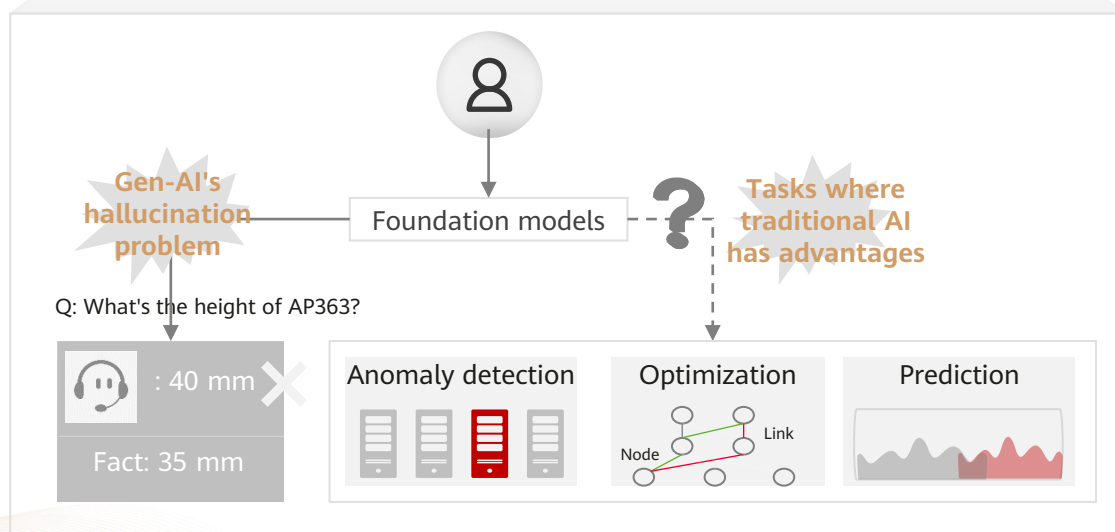 Gen-AI's
hallucination
problem
Foundation models
?
Tasks where
traditional AI
has advantages
Q: What's the height of AP363?
: 40 mm
Fact: 35 mm
Anomaly detection
Optimization
Node
Link
Prediction